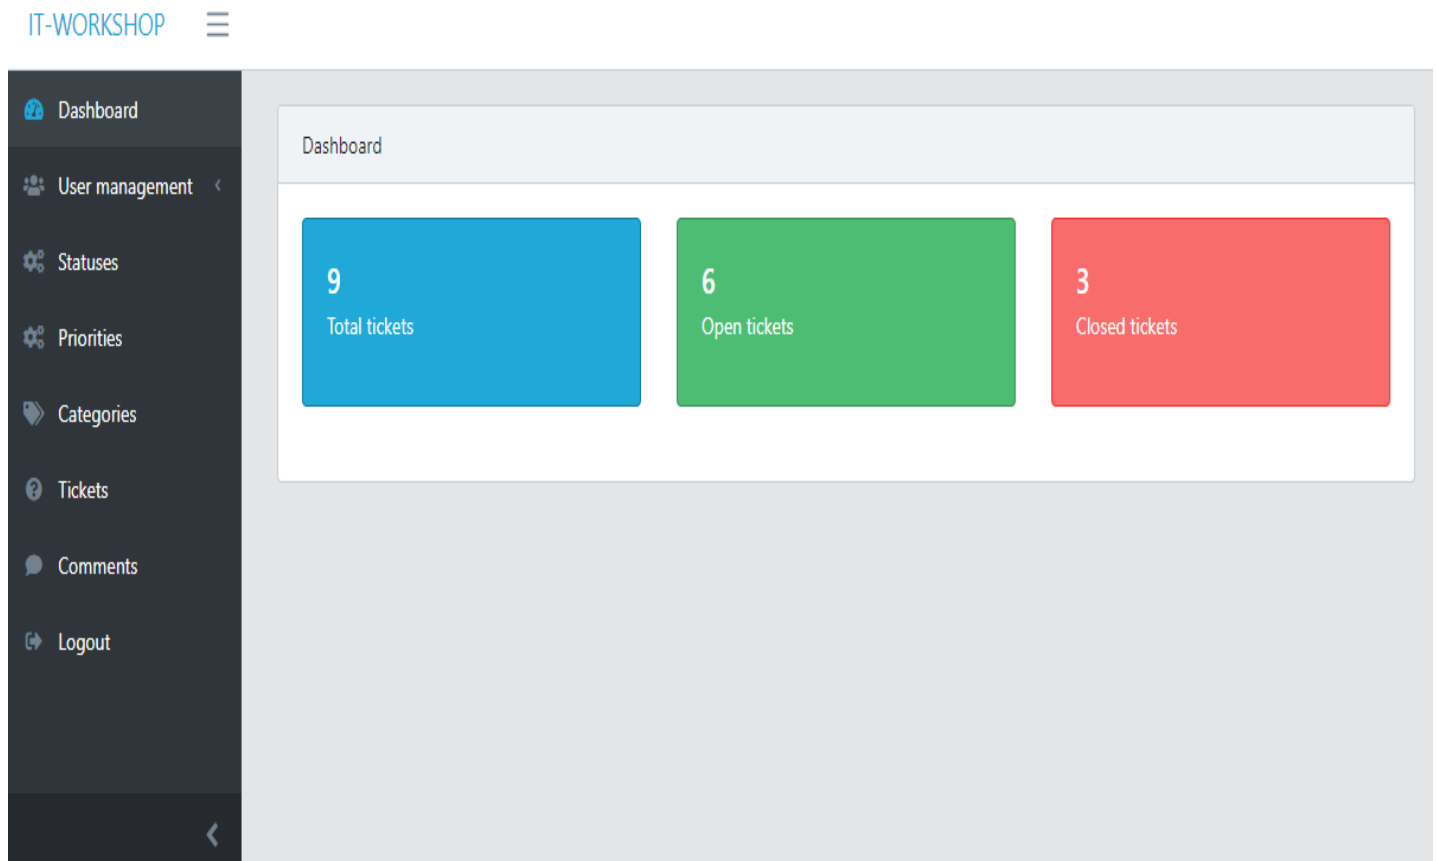 IT-WORKSHOP
Dashboard
User management
Statuses
Priorities
Categories
Tickets
Comments
Logout
Dashboard
9
Total tickets
6
Open tickets
3
Closed tickets